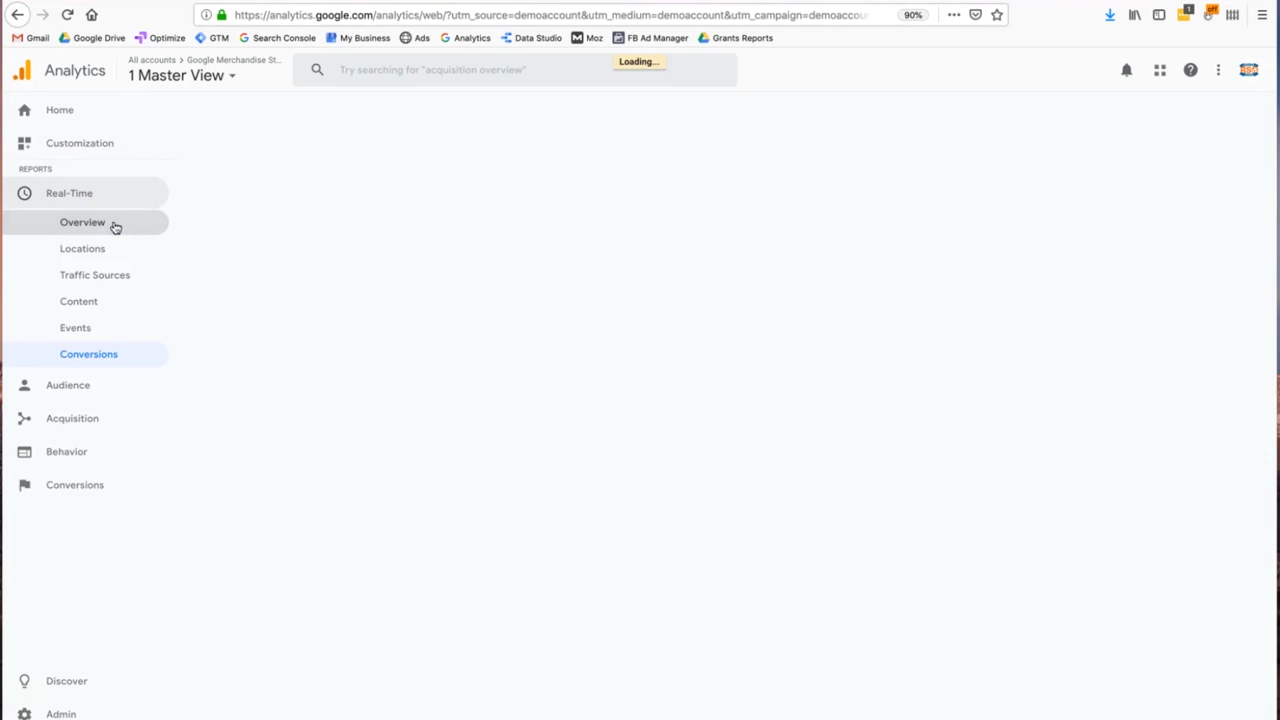 https://analytics.google.com/analytics/web/?utm_source=demoaccount&utm_medium=demoaccount&utm_campaign=demoaccou
90%
1
off
Gmail
Google Drive
Optimize
GTM
Search Console
My Business
Ads
Analytics
Data Studio
Moz
FB Ad Manager
Grants Reports
Analytics
All accounts > Google Merchandise St...
1 Master View
Try searching for "acquisition overview"
Loading...
Home
Customization
REPORTS
Real-Time
Overview
Locations
Traffic Sources
Content
Events
Conversions
Audience
Acquisition
Behavior
Conversions
Discover
Admin